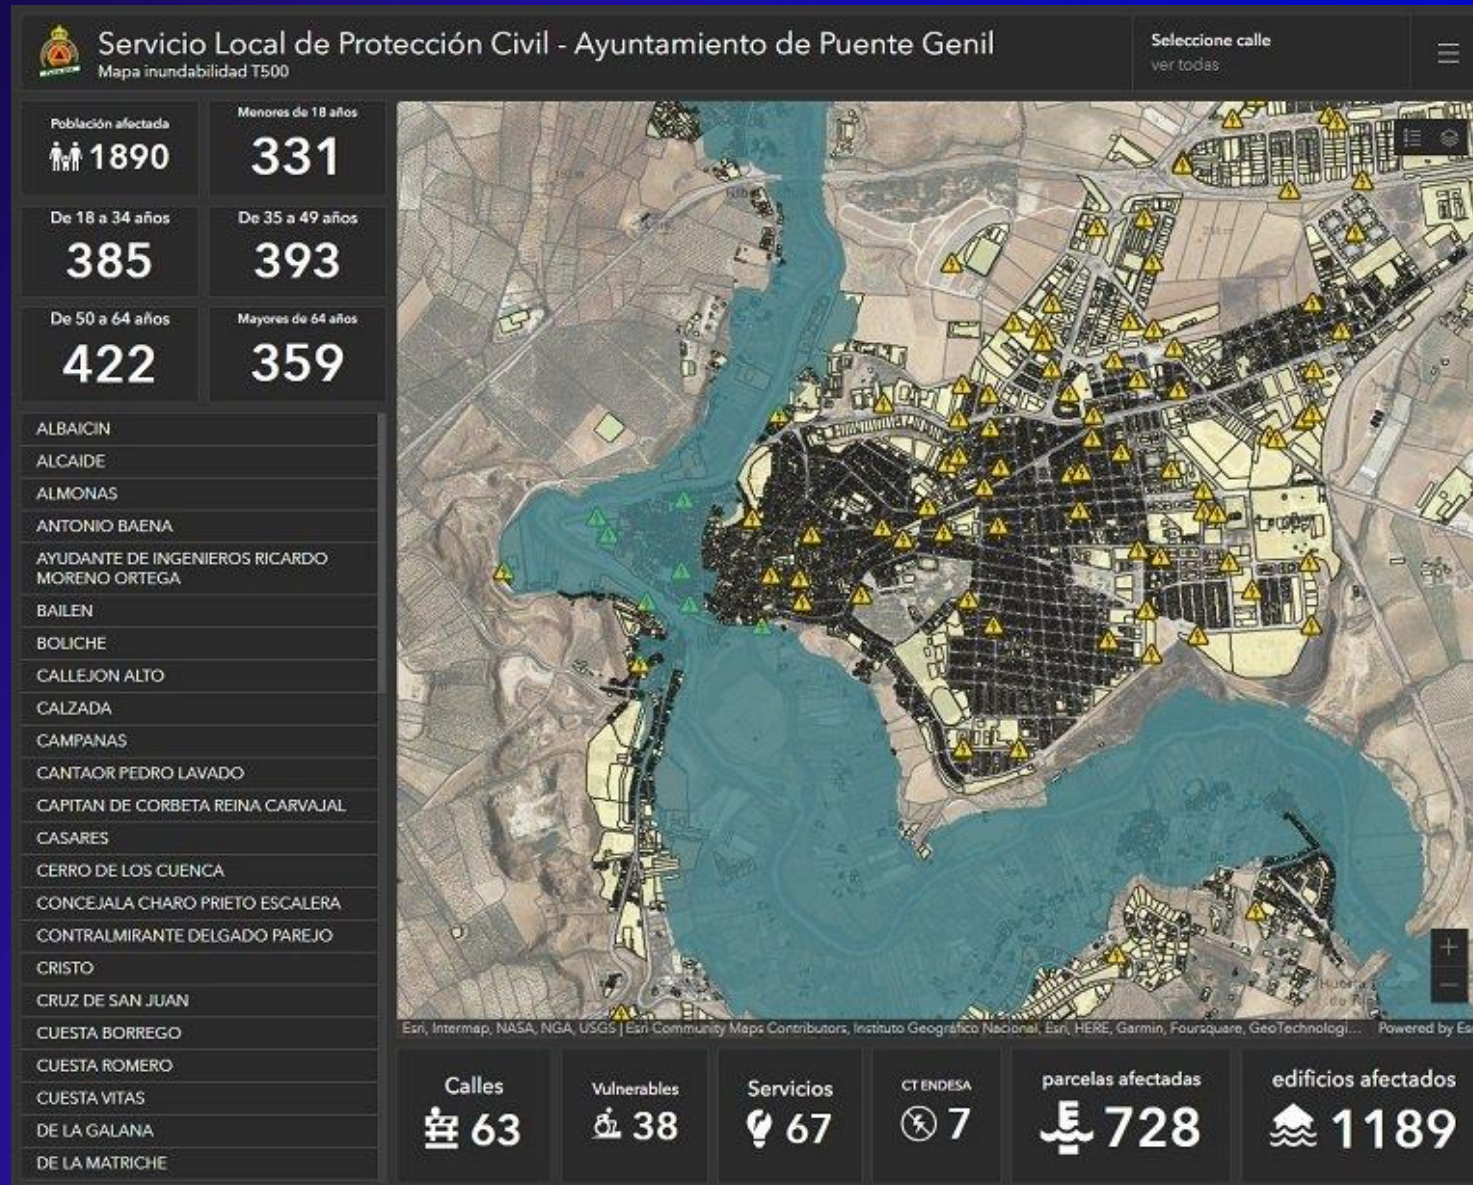 Servicio Local de Protección Civil - Ayuntamiento de Puente Genil
Mapa inundabilidad T500
Seleccione calle
ver todas
Población afectada
1890
Menores de 18 años
331
De 18 a 34 años
385
De 35 a 49 años
393
De 50 a 64 años
422
Mayores de 64 años
359
ALBAICIN
ALCAIDE
ALMONAS
ANTONIO BAENA
AYUDANTE DE INGENIEROS RICARDO
MORENO ORTEGA
BAILEN
BOLICHE
CALLEJON ALTO
CALZADA
CAMPANAS
CANTAOR PEDRO LAVADO
CAPITAN DE CORBETA REINA CARVAJAL
CASARES
CERRO DE LOS CUENCA
CONCEJALA CHARO PRIETO ESCALERA
CONTRALMIRANTE DELGADO PAREJO
CRISTO
CRUZ DE SAN JUAN
CUESTA BORREGO
CUESTA ROMERO
CUESTA VITAS
DE LA GALANA
DE LA MATRICHE
Esri, Intermap, NASA, NGA, USGS | Esri Community Maps Contributors, Instituto Geográfico Nacional, Esri, HERE, Garmin, Foursquare, GeoTechnologi... Powered by Es
Calles
63
Vulnerables
38
Servicios
67
CT ENDESA
7
parcelas afectadas
728
edificios afectados
1189